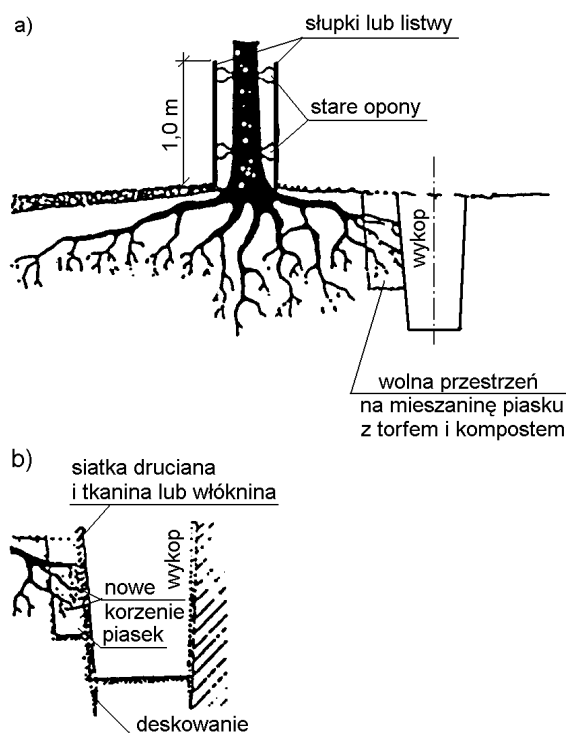 a)
słupki lub listwy
1,0 m
stare opony
wykop
wolna przestrzeń
na mieszaninę piasku
z torfem i kompostem
b)
siatka druciana
i tkanina lub włóknina
wykop
nowe
korzenie
piasek
deskowanie